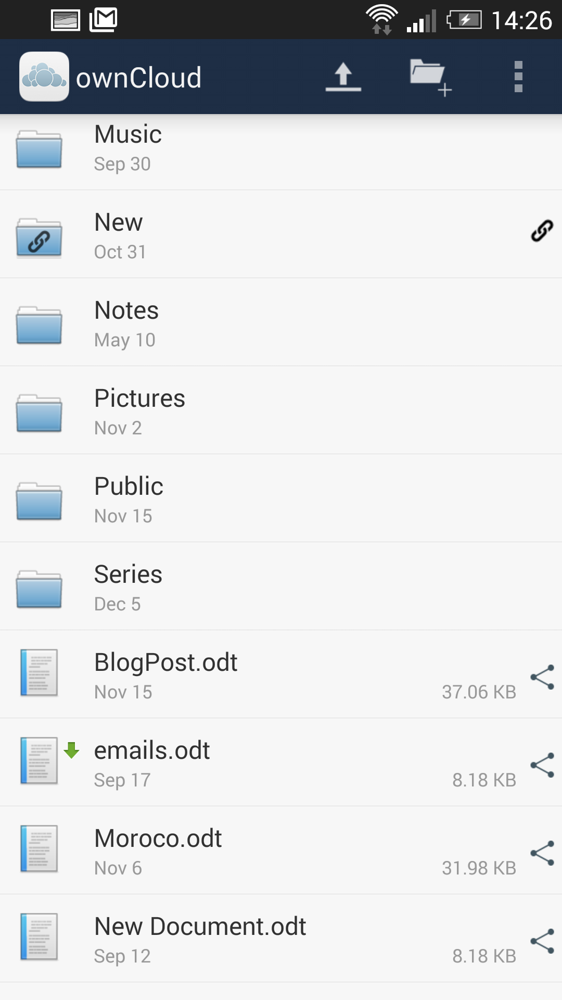 14:26
ownCloud
Music
Sep 30
New
Oct 31
Notes
May 10
Pictures
Nov 2
Public
Nov 15
Series
Dec 5
BlogPost.odt
Nov 15 37.06 KB
emails.odt
Sep 17 8.18 KB
Moroco.odt
Nov 6 31.98 KB
New Document.odt
Sep 12 8.18 KB